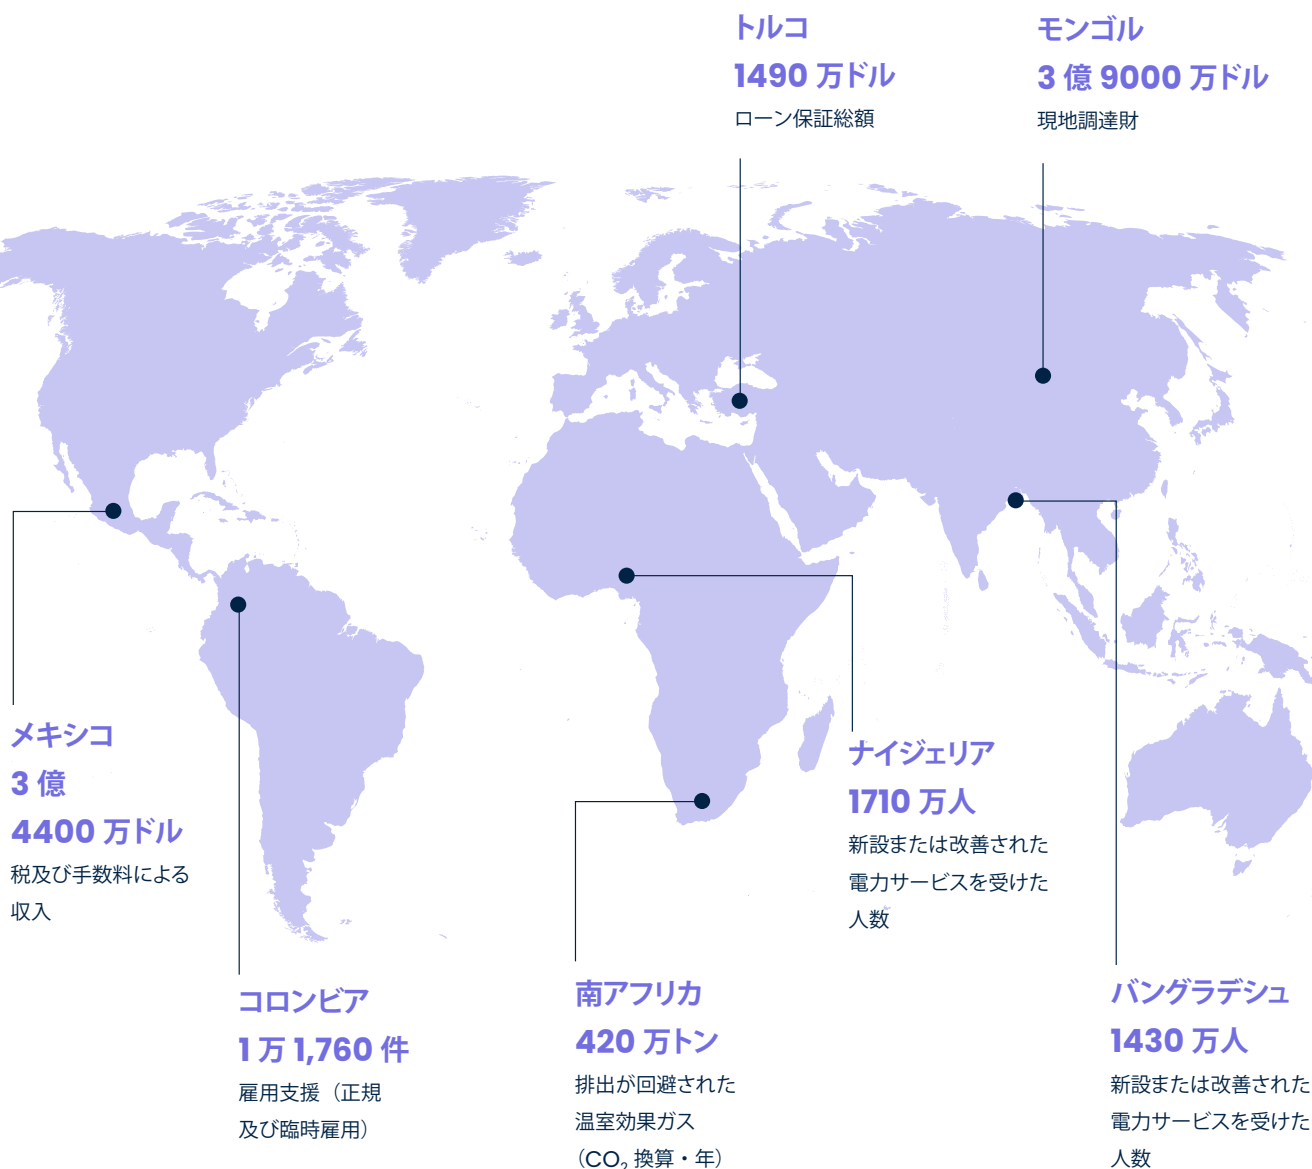 トルコ
1490 万ドル
ローン保証総額
モンゴル
3 億 9000 万ドル
現地調達財
メキシコ
3 億
4400 万ドル
税及び手数料による
収入
ナイジェリア
1710 万人
新設または改善された
電力サービスを受けた
人数
コロンビア
1 万 1,760 件
雇用支援（正規
及び臨時雇用）
南アフリカ
420 万トン
排出が回避された
温室効果ガス
（CO₂ 換算・年）
バングラデシュ
1430 万人
新設または改善された
電力サービスを受けた
人数